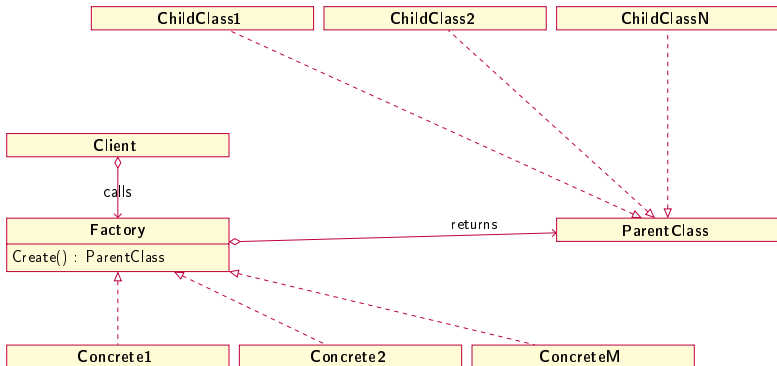 ChildClass1
ChildClass2
ChildClassN
Client
calls
Factory
returns
ParentClass
Create() : ParentClass
Concrete1
Concrete2
ConcreteM